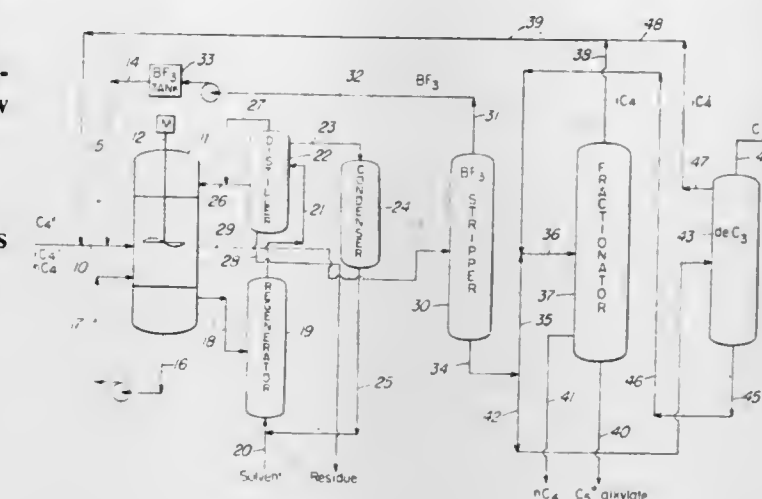 39
48
14
33
BF3
TANK
32
BF3
38
iC4
iC4
27
M
12
11
23
31
5
DISTILLER
22
47
26
21
CONDENSER
24
BF3 STRIPPER
FRACTIONATOR
43
deC3
C4=
29
36
10
28
nC4
37
30
35
18
REGENERATOR
19
34
25
46
45
16
42
41
40
20
Solvent
Residue
nC4
C5+ alkylate